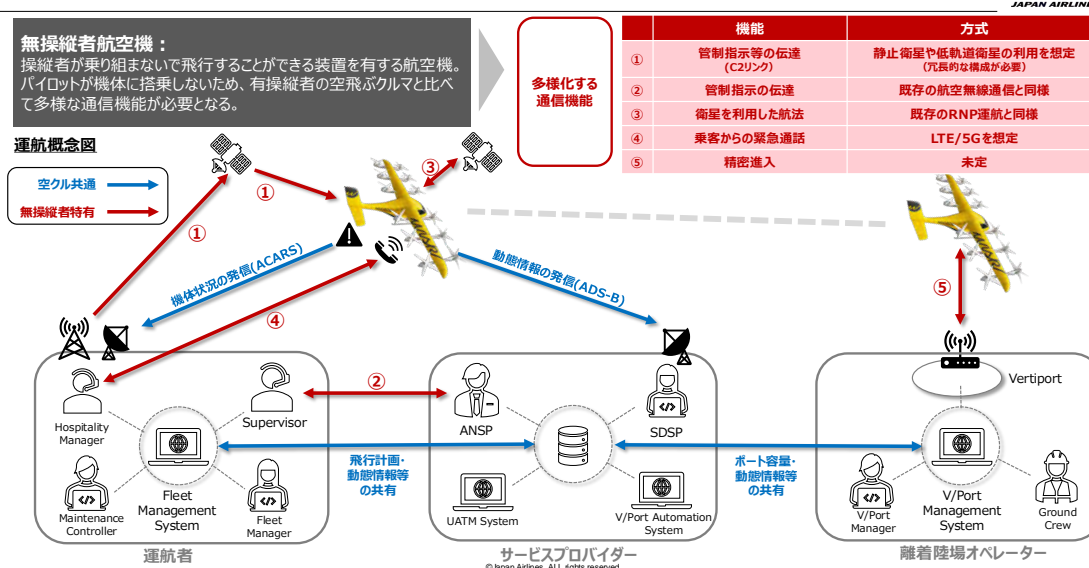 JAPAN AIRLINE
無操縦者航空機：
操縦者が乗り組まないで飛行することができる装置を有する航空機。
パイロットが機体に搭乗しないため、有操縦者の空飛ぶクルマと比べ
て多様な通信機能が必要となる。
多様化する
通信機能
機能 方式
① 管制指示等の伝達 静止衛星や低軌道衛星の利用を想定
(C2リンク) (冗長的な構成が必要)
② 管制指示の伝達 既存の航空無線通信と同様
③ 衛星を利用した航法 既存のRNP運航と同様
④ 乗客からの緊急通話 LTE/5Gを想定
⑤ 精密進入 未定
運航概念図
空クル共通
無操縦者特有
①
①
③
機体状況の発信(ACARS)
動態情報の発信(ADS-B)
④
⑤
②
Hospitality
Manager
Supervisor
ANSP
SDSP
Vertiport
飛行計画・
動態情報等
の共有
ポート容量・
動態情報等
の共有
Maintenance
Controller
Fleet
Management
System
Fleet
Manager
UATM System
V/Port Automation
System
V/Port
Manager
V/Port
Management
System
Ground
Crew
運航者
サービスプロバイダー
離着陸場オペレーター
©Japan Airlines, ALL rights reserved